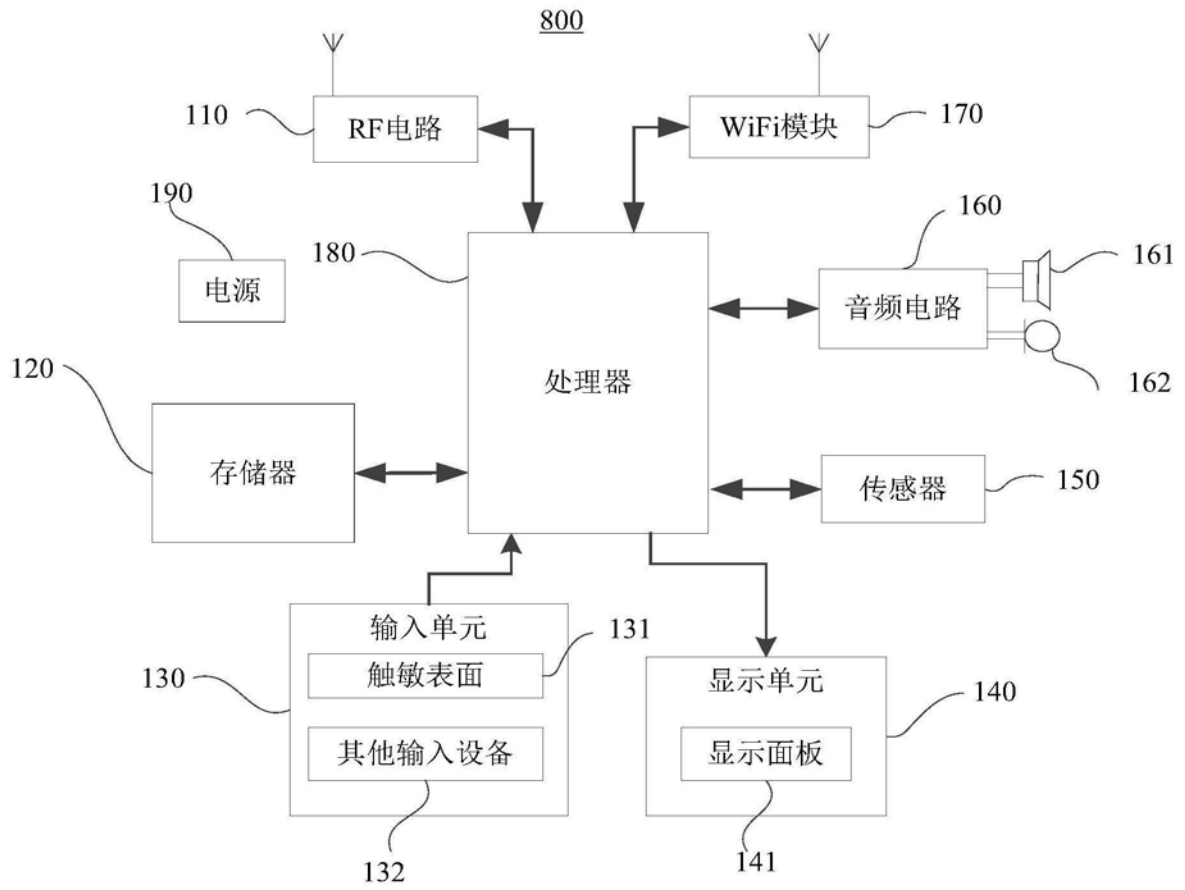 800
110
RF电路
WiFi模块
170
190
电源
180
处理器
160
音频电路
161
162
120
存储器
传感器
150
130
输入单元
131
触敏表面
其他输入设备
132
显示单元
140
显示面板
141